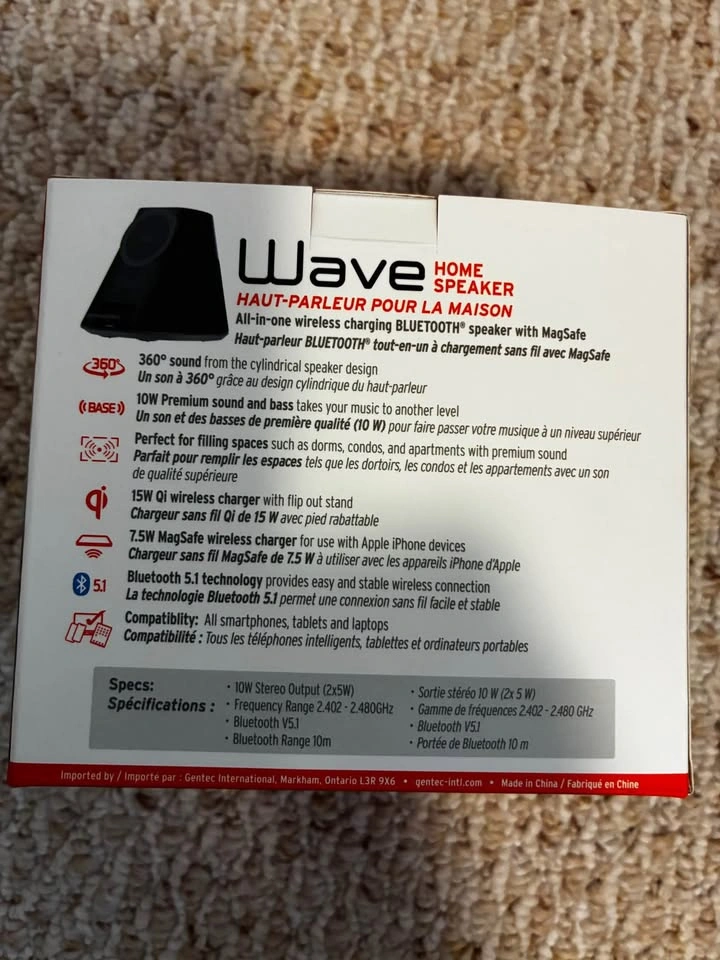 Wave HOME SPEAKER
HAUT-PARLEUR POUR LA MAISON
All-in-one wireless charging BLUETOOTH® speaker with MagSafe
Haut-parleur BLUETOOTH® tout-en-un à chargement sans fil avec MagSafe
360° 360° sound from the cylindrical speaker design
Un son à 360° grâce au design cylindrique du haut-parleur
((BASE)) 10W Premium sound and bass takes your music to another level
Un son et des basses de première qualité (10 W) pour faire passer votre musique à un niveau supérieur
Perfect for filling spaces such as dorms, condos, and apartments with premium sound
Parfait pour remplir les espaces tels que les dortoirs, les condos et les appartements avec un son
de qualité supérieure
qi 15W Qi wireless charger with flip out stand
Chargeur sans fil Qi de 15 W avec pied rabattable
7.5W MagSafe wireless charger for use with Apple iPhone devices
Chargeur sans fil MagSafe de 7.5 W à utiliser avec les appareils iPhone d'Apple
5.1 Bluetooth 5.1 technology provides easy and stable wireless connection
La technologie Bluetooth 5.1 permet une connexion sans fil facile et stable
Compatiblity: All smartphones, tablets and laptops
Compatibilité : Tous les téléphones intelligents, tablettes et ordinateurs portables
Specs:
Spécifications :
• 10W Stereo Output (2x5W)
• Frequency Range 2.402 - 2.480GHz
• Bluetooth V5.1
• Bluetooth Range 10m
• Sortie stéréo 10 W (2x 5 W)
• Gamme de fréquences 2.402 - 2.480 GHz
• Bluetooth V5.1
• Portée de Bluetooth 10 m
Imported by / Importé par : Gentec International, Markham, Ontario L3R 9X6 • gentec-intl.com • Made in China / Fabriqué en Chine